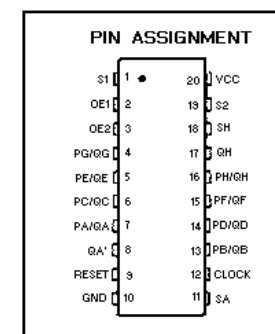 PIN ASSIGNMENT
S1 1 20 VCC
OE1 2 19 S2
OE2 3 18 SH
PG/QG 4 17 QH
PE/QE 5 16 PH/QH
PC/QC 6 15 PF/QF
PA/QA 7 14 PD/QD
QA' 8 13 PB/QB
RESET 9 12 CLOCK
GND 10 11 SA